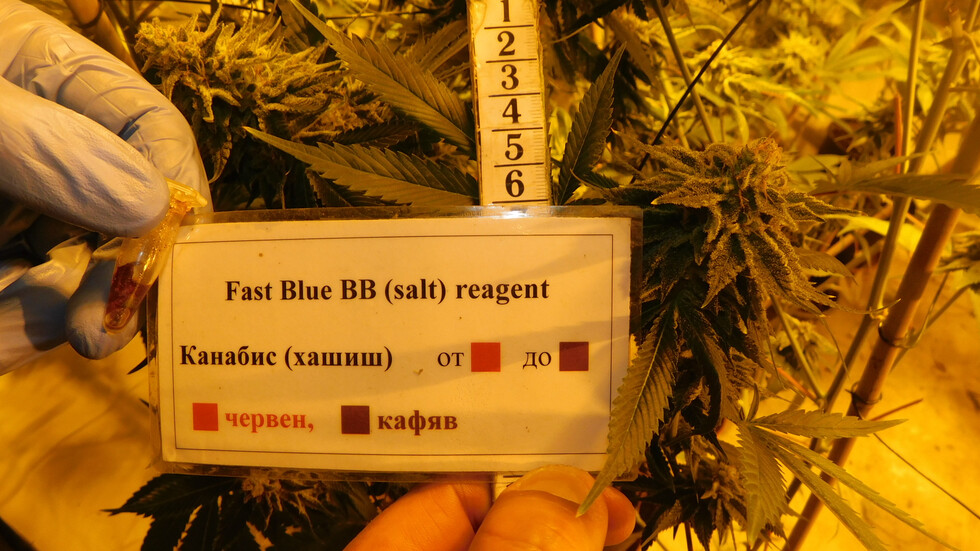 1
2
3
4
5
6
Fast Blue BB (salt) reagent
Канабис (хашиш) от до
червен, кафяв